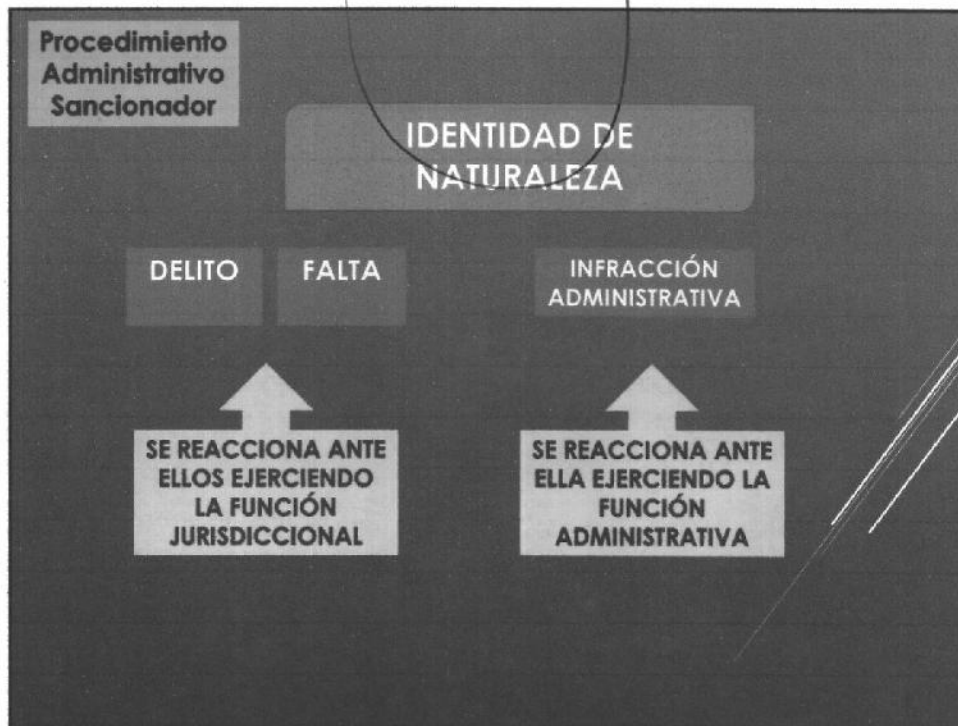 Procedimiento
Administrativo
Sancionador
IDENTIDAD DE
NATURALEZA
DELITO
FALTA
INFRACCIÓN
ADMINISTRATIVA
SE REACCIONA ANTE
ELLOS EJERCIENDO
LA FUNCIÓN
JURISDICCIONAL
SE REACCIONA ANTE
ELLA EJERCIENDO LA
FUNCIÓN
ADMINISTRATIVA